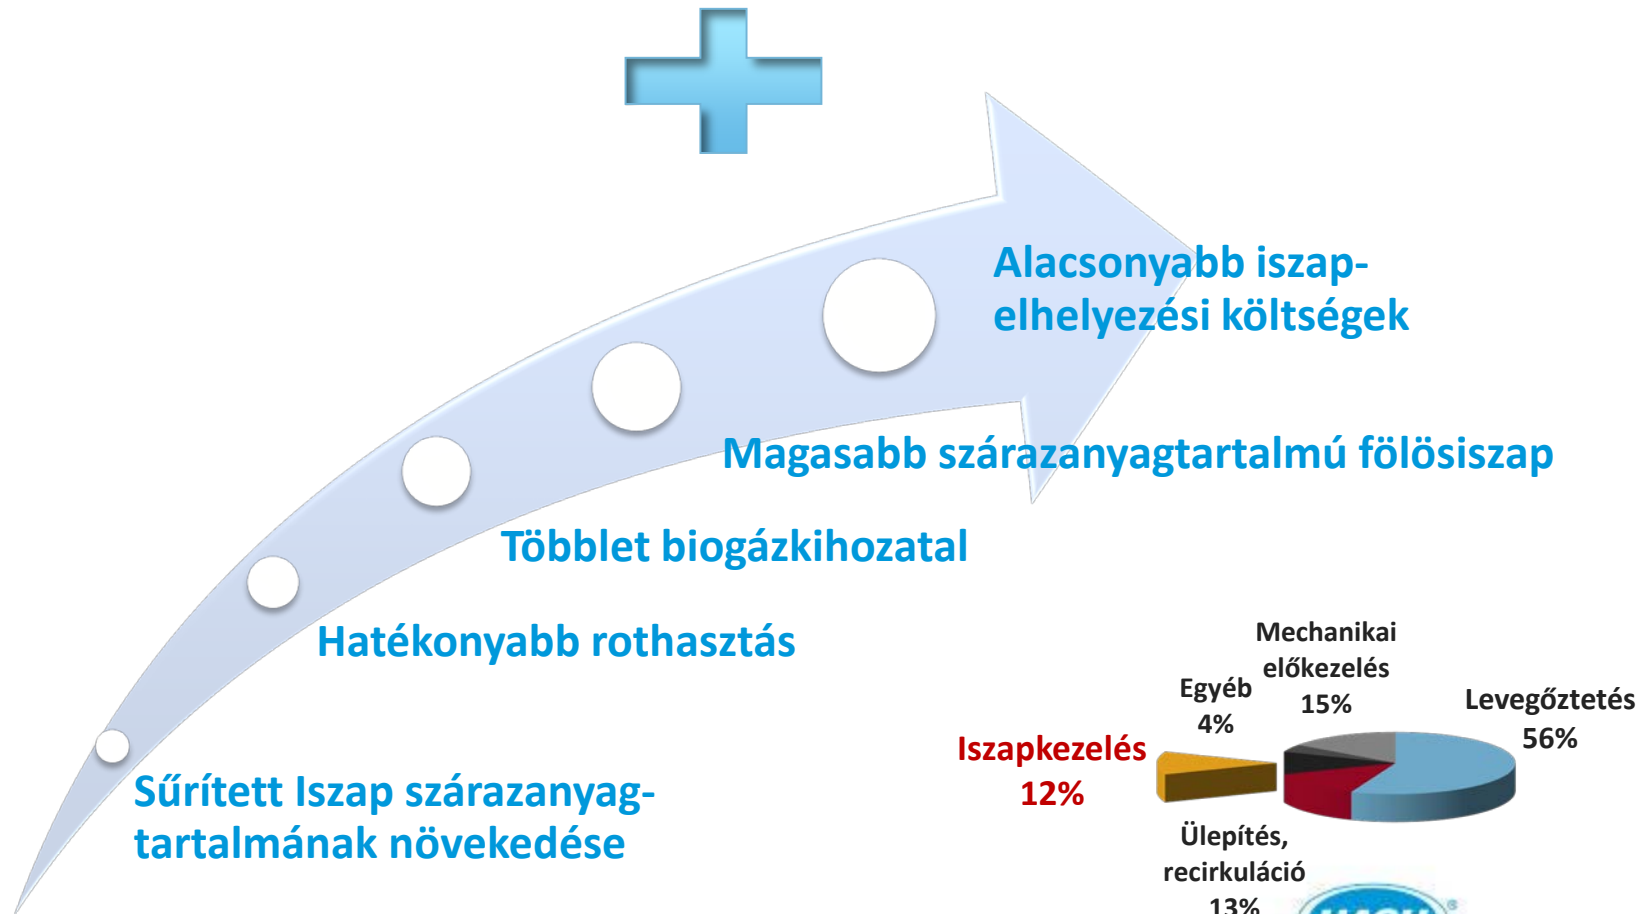 Alacsonyabb iszap-
elhelyezési költségek
Magasabb szárazanyagtartalmú fölösiszap
Többlet biogázkihozatal
Hatékonyabb rothasztás
Sűrített Iszap szárazanyag-
tartalmának növekedése
Mechanikai
előkezelés
15%
Egyéb
4%
Levegőztetés
56%
Iszapkezelés
12%
Ülepítés,
recirkuláció
13%